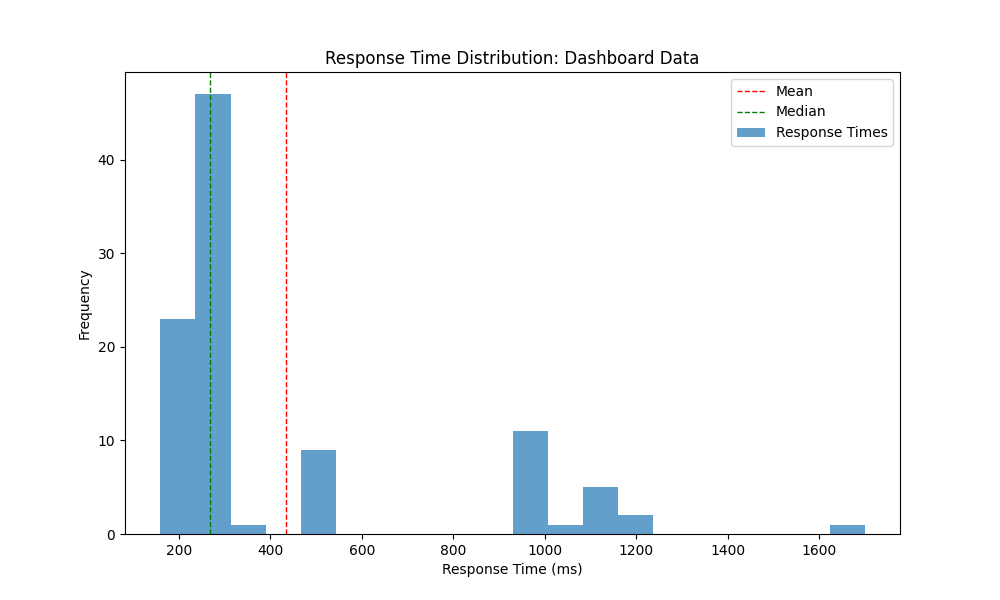 Response Time Distribution: Dashboard Data
Mean
Median
Response Times
Frequency
40
30
20
10
0
200 400 600 800 1000 1200 1400 1600
Response Time (ms)